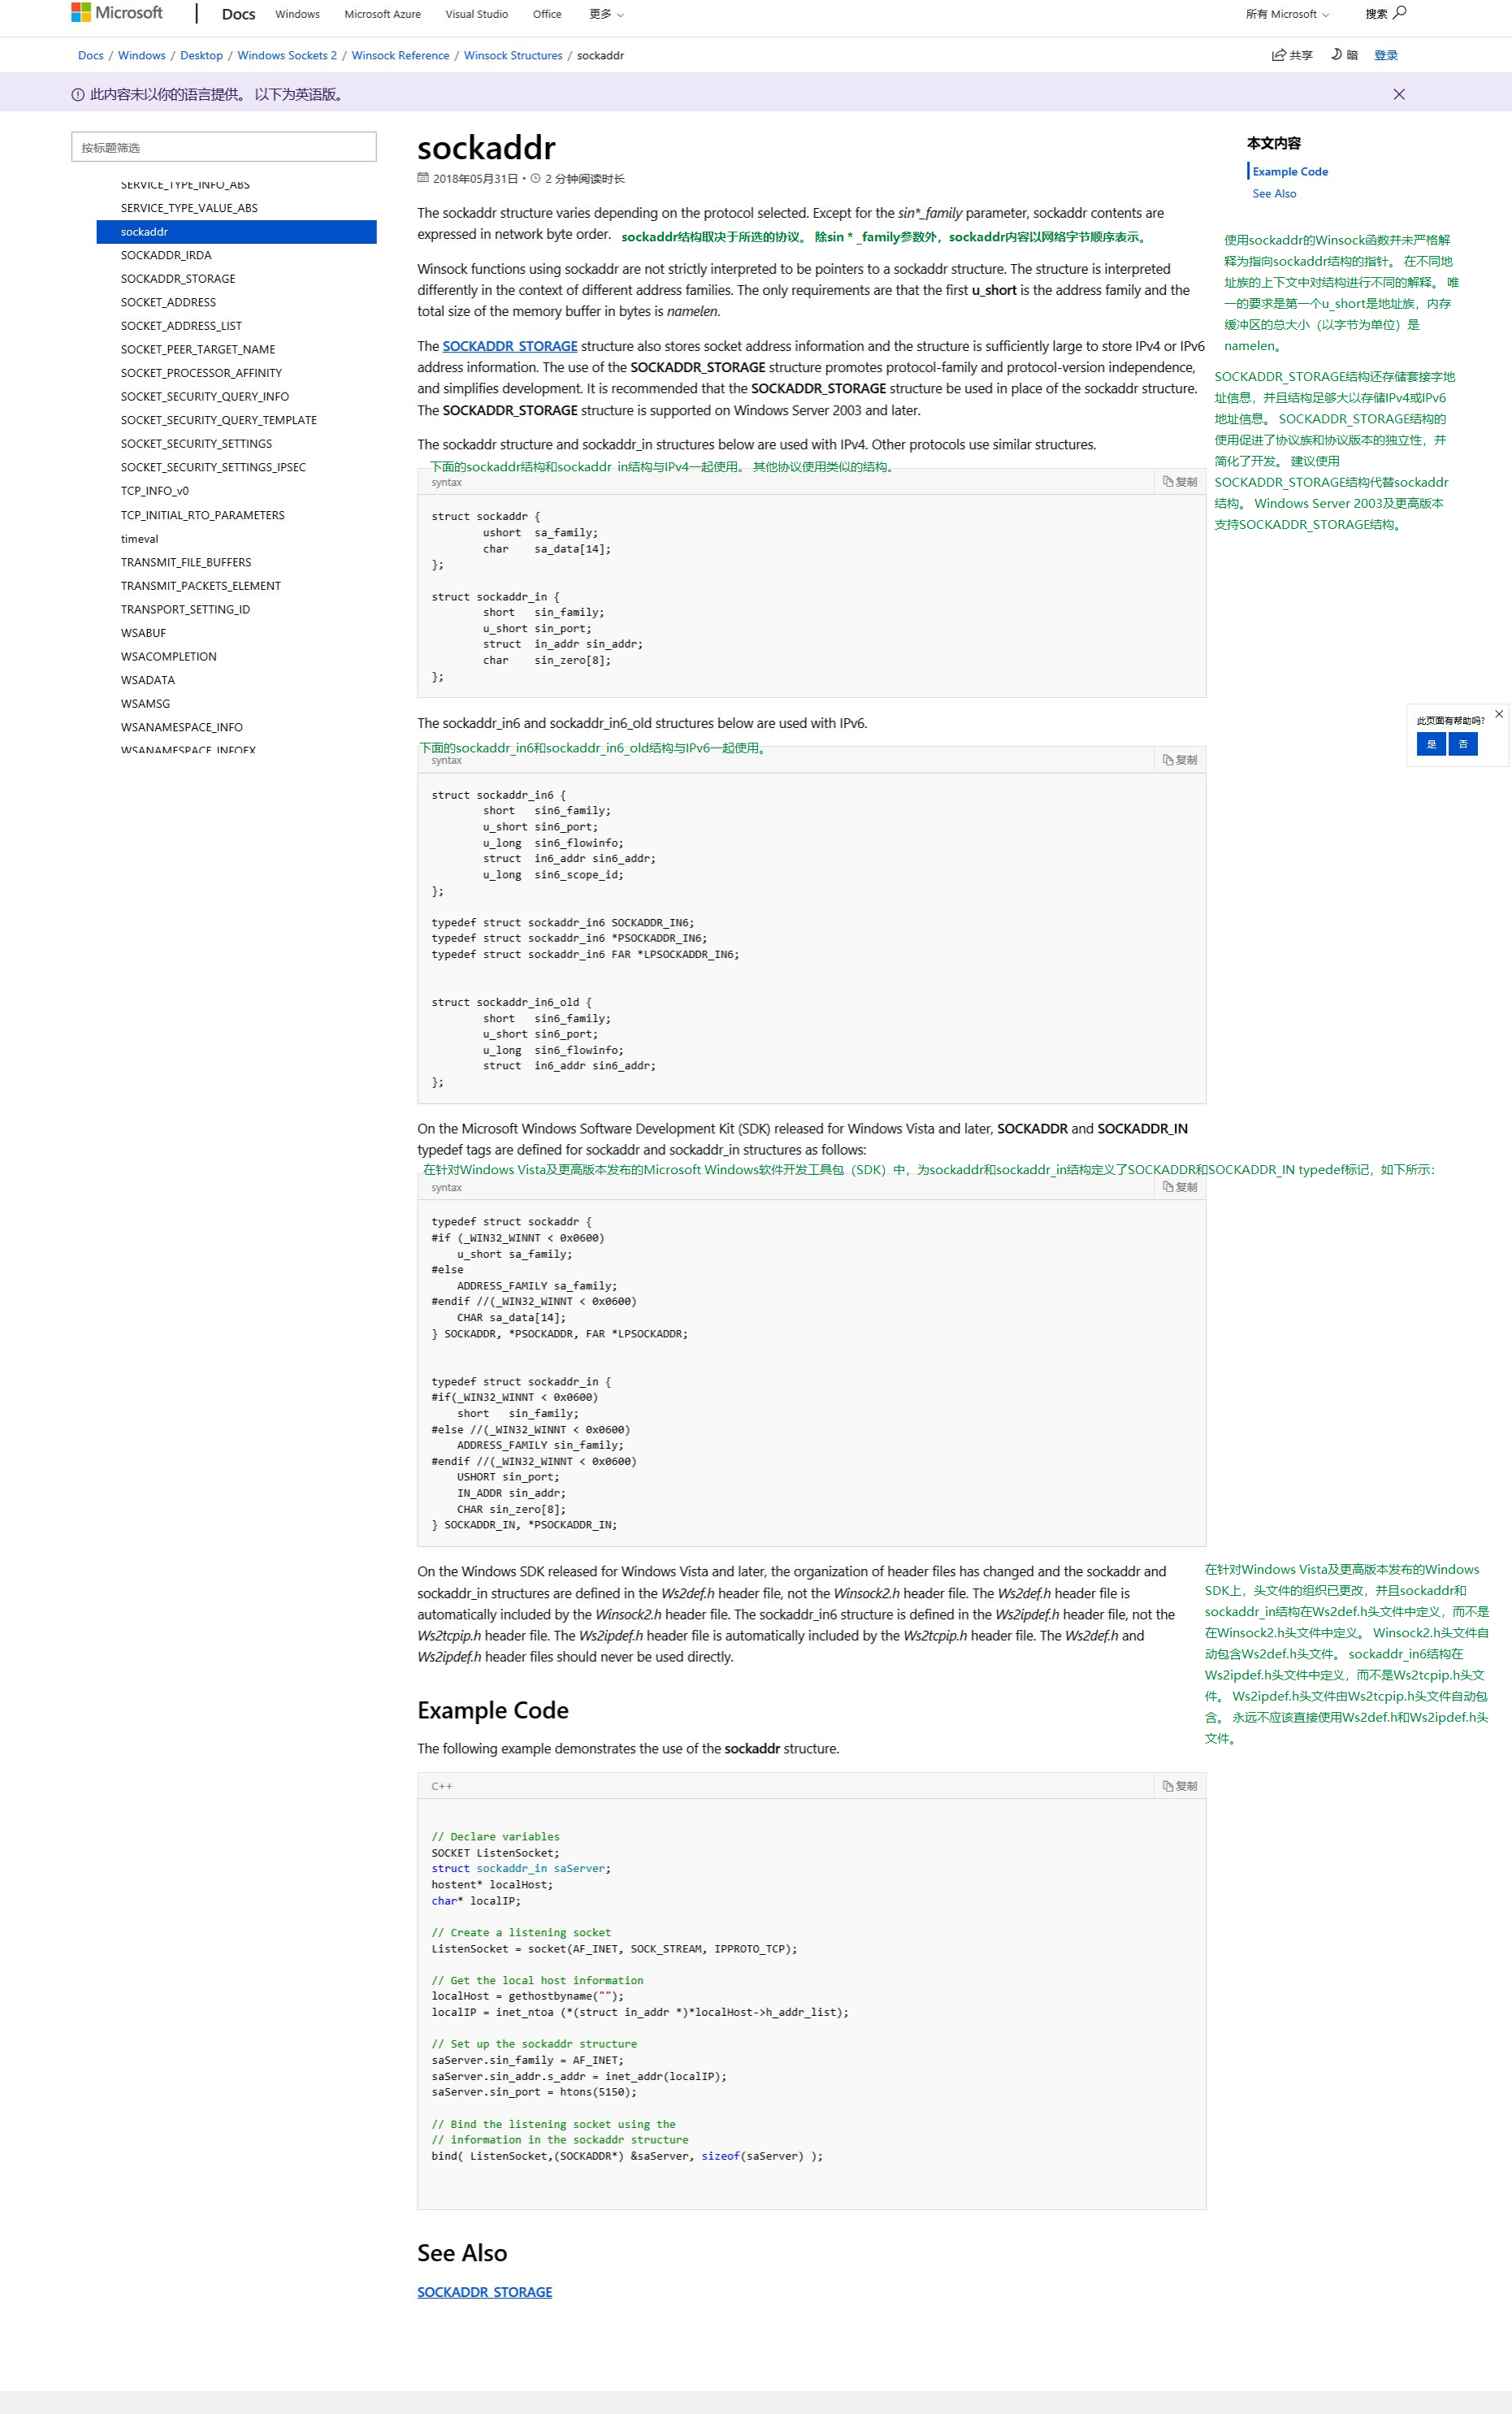 Microsoft
Docs
Windows
Microsoft Azure
Visual Studio
Office
更多
所有 Microsoft
搜索
Docs / Windows / Desktop / Windows Sockets 2 / Winsock Reference / Winsock Structures / sockaddr
共享
暗
登录
此内容未以你的语言提供。 以下为英语版。
按标题筛选
SERVICE_TYPE_INFO_ABS
SERVICE_TYPE_VALUE_ABS
sockaddr
SOCKADDR_IRDA
SOCKADDR_STORAGE
SOCKET_ADDRESS
SOCKET_ADDRESS_LIST
SOCKET_PEER_TARGET_NAME
SOCKET_PROCESSOR_AFFINITY
SOCKET_SECURITY_QUERY_INFO
SOCKET_SECURITY_QUERY_TEMPLATE
SOCKET_SECURITY_SETTINGS
SOCKET_SECURITY_SETTINGS_IPSEC
TCP_INFO_v0
TCP_INITIAL_RTO_PARAMETERS
timeval
TRANSMIT_FILE_BUFFERS
TRANSMIT_PACKETS_ELEMENT
TRANSPORT_SETTING_ID
WSABUF
WSACOMPLETION
WSADATA
WSAMSG
WSANAMESPACE_INFO
WSANAMESPACE_INFOEX
sockaddr
2018年05月31日 • 2 分钟阅读时长
The sockaddr structure varies depending on the protocol selected. Except for the sin*_family parameter, sockaddr contents are
expressed in network byte order.
sockaddr结构取决于所选的协议。 除sin * _family参数外，sockaddr内容以网络字节顺序表示。
Winsock functions using sockaddr are not strictly interpreted to be pointers to a sockaddr structure. The structure is interpreted
differently in the context of different address families. The only requirements are that the first u_short is the address family and the
total size of the memory buffer in bytes is namelen.
The SOCKADDR_STORAGE structure also stores socket address information and the structure is sufficiently large to store IPv4 or IPv6
address information. The use of the SOCKADDR_STORAGE structure promotes protocol-family and protocol-version independence,
and simplifies development. It is recommended that the SOCKADDR_STORAGE structure be used in place of the sockaddr structure.
The SOCKADDR_STORAGE structure is supported on Windows Server 2003 and later.
The sockaddr structure and sockaddr_in structures below are used with IPv4. Other protocols use similar structures.
下面的sockaddr结构和sockaddr_in结构与IPv4一起使用。 其他协议使用类似的结构。
syntax
复制
struct sockaddr {
        ushort  sa_family;
        char    sa_data[14];
};
struct sockaddr_in {
        short   sin_family;
        u_short sin_port;
        struct  in_addr sin_addr;
        char    sin_zero[8];
};
The sockaddr_in6 and sockaddr_in6_old structures below are used with IPv6.
下面的sockaddr_in6和sockaddr_in6_old结构与IPv6一起使用。
syntax
复制
struct sockaddr_in6 {
        short   sin6_family;
        u_short sin6_port;
        u_long  sin6_flowinfo;
        struct  in6_addr sin6_addr;
        u_long  sin6_scope_id;
};
typedef struct sockaddr_in6 SOCKADDR_IN6;
typedef struct sockaddr_in6 *PSOCKADDR_IN6;
typedef struct sockaddr_in6 FAR *LPSOCKADDR_IN6;
struct sockaddr_in6_old {
        short   sin6_family;
        u_short sin6_port;
        u_long  sin6_flowinfo;
        struct  in6_addr sin6_addr;
};
On the Microsoft Windows Software Development Kit (SDK) released for Windows Vista and later, SOCKADDR and SOCKADDR_IN
typedef tags are defined for sockaddr and sockaddr_in structures as follows:
在针对Windows Vista及更高版本发布的Microsoft Windows软件开发工具包（SDK）中，为sockaddr和sockaddr_in结构定义了SOCKADDR和SOCKADDR_IN typedef标记，如下所示：
syntax
复制
typedef struct sockaddr {
#if (_WIN32_WINNT < 0x0600)
    u_short sa_family;
#else
    ADDRESS_FAMILY sa_family;
#endif //(_WIN32_WINNT < 0x0600)
    CHAR sa_data[14];
} SOCKADDR, *PSOCKADDR, FAR *LPSOCKADDR;
typedef struct sockaddr_in {
#if(_WIN32_WINNT < 0x0600)
    short   sin_family;
#else //(_WIN32_WINNT < 0x0600)
    ADDRESS_FAMILY sin_family;
#endif //(_WIN32_WINNT < 0x0600)
    USHORT sin_port;
    IN_ADDR sin_addr;
    CHAR sin_zero[8];
} SOCKADDR_IN, *PSOCKADDR_IN;
On the Windows SDK released for Windows Vista and later, the organization of header files has changed and the sockaddr and
sockaddr_in structures are defined in the Ws2def.h header file, not the Winsock2.h header file. The Ws2def.h header file is
automatically included by the Winsock2.h header file. The sockaddr_in6 structure is defined in the Ws2ipdef.h header file, not the
Ws2tcpip.h header file. The Ws2ipdef.h header file is automatically included by the Ws2tcpip.h header file. The Ws2def.h and
Ws2ipdef.h header files should never be used directly.
Example Code
The following example demonstrates the use of the sockaddr structure.
C++
复制
// Declare variables
SOCKET ListenSocket;
struct sockaddr_in saServer;
hostent* localHost;
char* localIP;
// Create a listening socket
ListenSocket = socket(AF_INET, SOCK_STREAM, IPPROTO_TCP);
// Get the local host information
localHost = gethostbyname("");
localIP = inet_ntoa (*(struct in_addr *)*localHost->h_addr_list);
// Set up the sockaddr structure
saServer.sin_family = AF_INET;
saServer.sin_addr.s_addr = inet_addr(localIP);
saServer.sin_port = htons(5150);
// Bind the listening socket using the
// information in the sockaddr structure
bind( ListenSocket,(SOCKADDR*) &saServer, sizeof(saServer) );
See Also
SOCKADDR_STORAGE
本文内容
Example Code
See Also
使用sockaddr的Winsock函数并未严格解
释为指向sockaddr结构的指针。 在不同地
址族的上下文中对结构进行不同的解释。 唯
一的要求是第一个u_short是地址族，内存
缓冲区的总大小（以字节为单位）是
namelen。
SOCKADDR_STORAGE结构还存储套接字地
址信息，并且结构足够大以存储IPv4或IPv6
地址信息。 SOCKADDR_STORAGE结构的
使用促进了协议族和协议版本的独立性，并
简化了开发。 建议使用
SOCKADDR_STORAGE结构代替sockaddr
结构。 Windows Server 2003及更高版本
支持SOCKADDR_STORAGE结构。
此页面有帮助吗?
是
否
在针对Windows Vista及更高版本发布的Windows
SDK上，头文件的组织已更改，并且sockaddr和
sockaddr_in结构在Ws2def.h头文件中定义，而不是
在Winsock2.h头文件中定义。 Winsock2.h头文件自
动包含Ws2def.h头文件。 sockaddr_in6结构在
Ws2ipdef.h头文件中定义，而不是Ws2tcpip.h头文
件。 Ws2ipdef.h头文件由Ws2tcpip.h头文件自动包
含。 永远不应该直接使用Ws2def.h和Ws2ipdef.h头
文件。